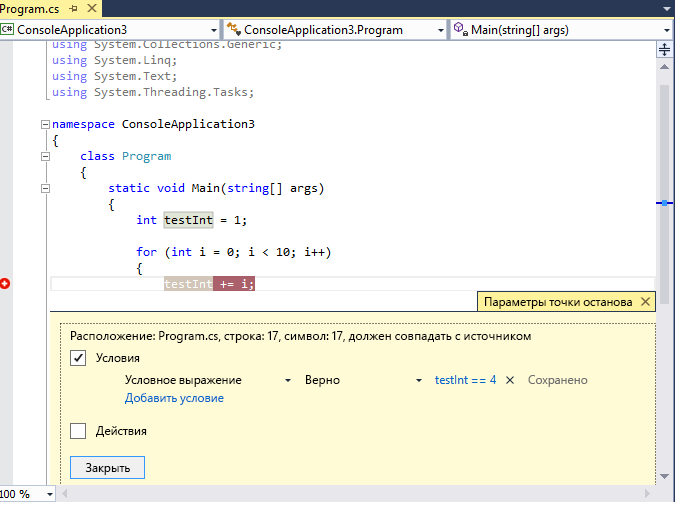 Program.cs
C# ConsoleApplication3 ConsoleApplication3.Program Main(string[] args)
using System.Collections.Generic;
using System.Linq;
using System.Text;
using System.Threading.Tasks;
namespace ConsoleApplication3
{
class Program
{
static void Main(string[] args)
{
int testInt = 1;
for (int i = 0; i < 10; i++)
{
testInt += i;
Параметры точки останова
Расположение: Program.cs, строка: 17, символ: 17, должен совпадать с источником
Условия
Условное выражение Верно testInt == 4 Сохранено
Добавить условие
Действия
Закрыть
100 %